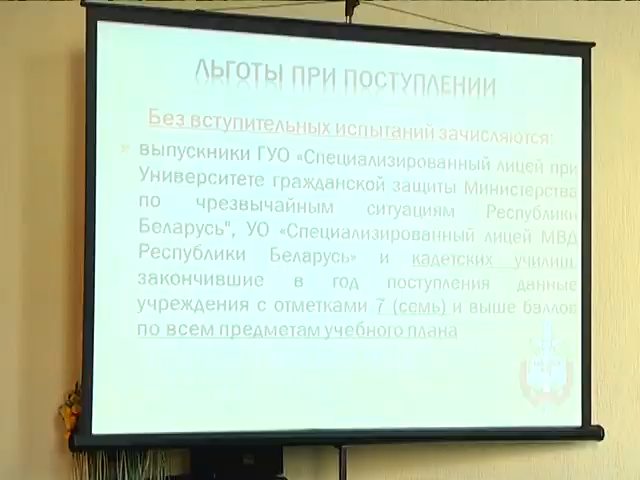 ЛЬГОТЫ ПРИ ПОСТУПЛЕНИИ
Без вступительных испытаний зачисляются:
выпускники ГУО «Специализированный лицей при
Университете гражданской защиты Министерства
по чрезвычайным ситуациям Республики
Беларусь", УО «Специализированный лицей МВД
Республики Беларусь» и кадетских училищ,
закончившие в год поступления данные
учреждения с отметками 7 (семь) и выше баллов
по всем предметам учебного плана